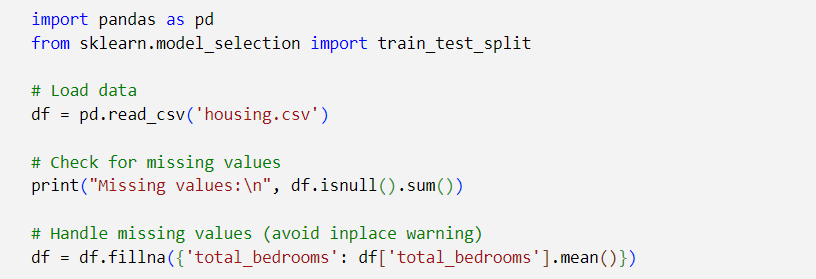 import pandas as pd
from sklearn.model_selection import train_test_split
# Load data
df = pd.read_csv('housing.csv')
# Check for missing values
print("Missing values:\n", df.isnull().sum())
# Handle missing values (avoid inplace warning)
df = df.fillna({'total_bedrooms': df['total_bedrooms'].mean()})